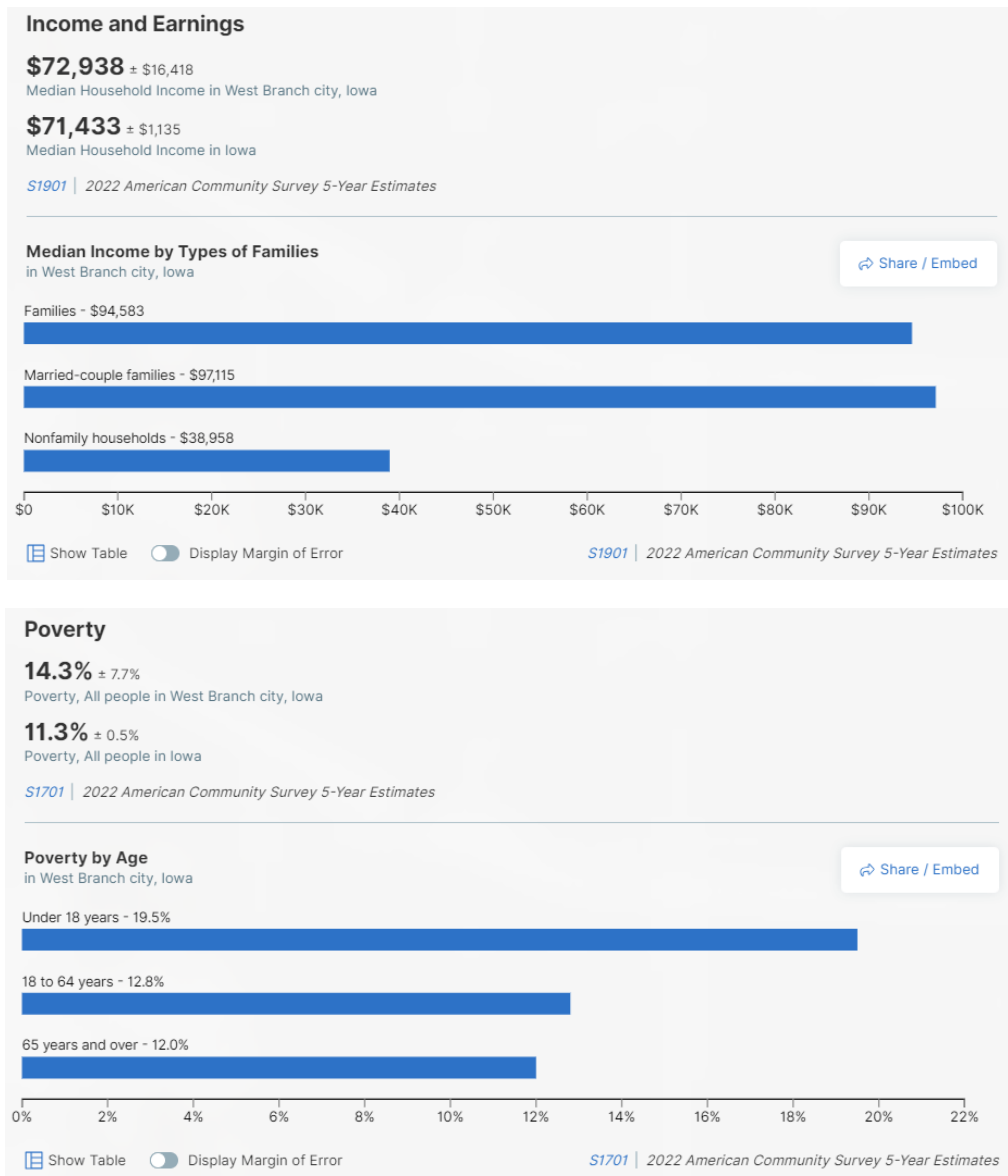 Income and Earnings
$72,938 ± $16,418
Median Household Income in West Branch city, Iowa
$71,433 ± $1,135
Median Household Income in Iowa
S1901 | 2022 American Community Survey 5-Year Estimates
Median Income by Types of Families
in West Branch city, Iowa
Share / Embed
Families - $94,583
Married-couple families - $97,115
Nonfamily households - $38,958
$0 $10K $20K $30K $40K $50K $60K $70K $80K $90K $100K
Show Table Display Margin of Error S1901 | 2022 American Community Survey 5-Year Estimates
Poverty
14.3% ± 7.7%
Poverty, All people in West Branch city, Iowa
11.3% ± 0.5%
Poverty, All people in Iowa
S1701 | 2022 American Community Survey 5-Year Estimates
Poverty by Age
in West Branch city, Iowa
Share / Embed
Under 18 years - 19.5%
18 to 64 years - 12.8%
65 years and over - 12.0%
0% 2% 4% 6% 8% 10% 12% 14% 16% 18% 20% 22%
Show Table Display Margin of Error S1701 | 2022 American Community Survey 5-Year Estimates